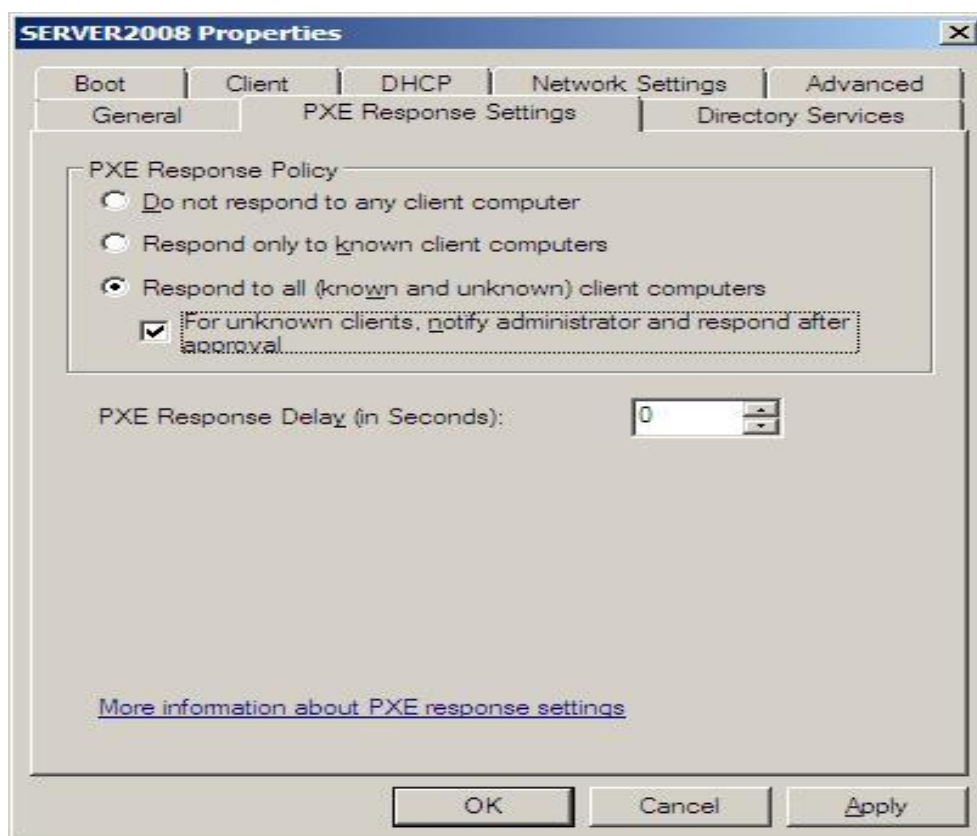 SERVER2008 Properties
Boot
Client
DHCP
Network Settings
Advanced
General
PXE Response Settings
Directory Services
PXE Response Policy
Do not respond to any client computer
Respond only to known client computers
Respond to all (known and unknown) client computers
For unknown clients, notify administrator and respond after
approval
PXE Response Delay (in Seconds):
0
More information about PXE response settings
OK
Cancel
Apply